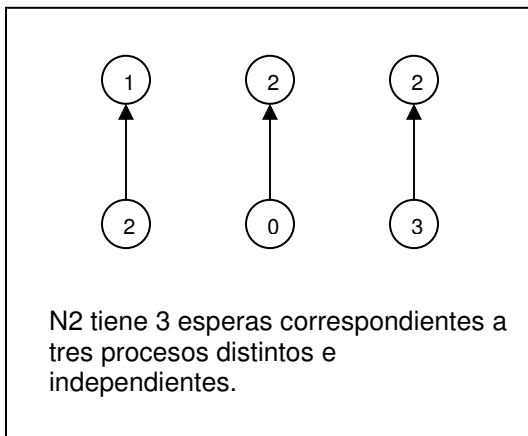 1 2 2
2 0 3
N2 tiene 3 esperas correspondientes a
tres procesos distintos e
independientes.